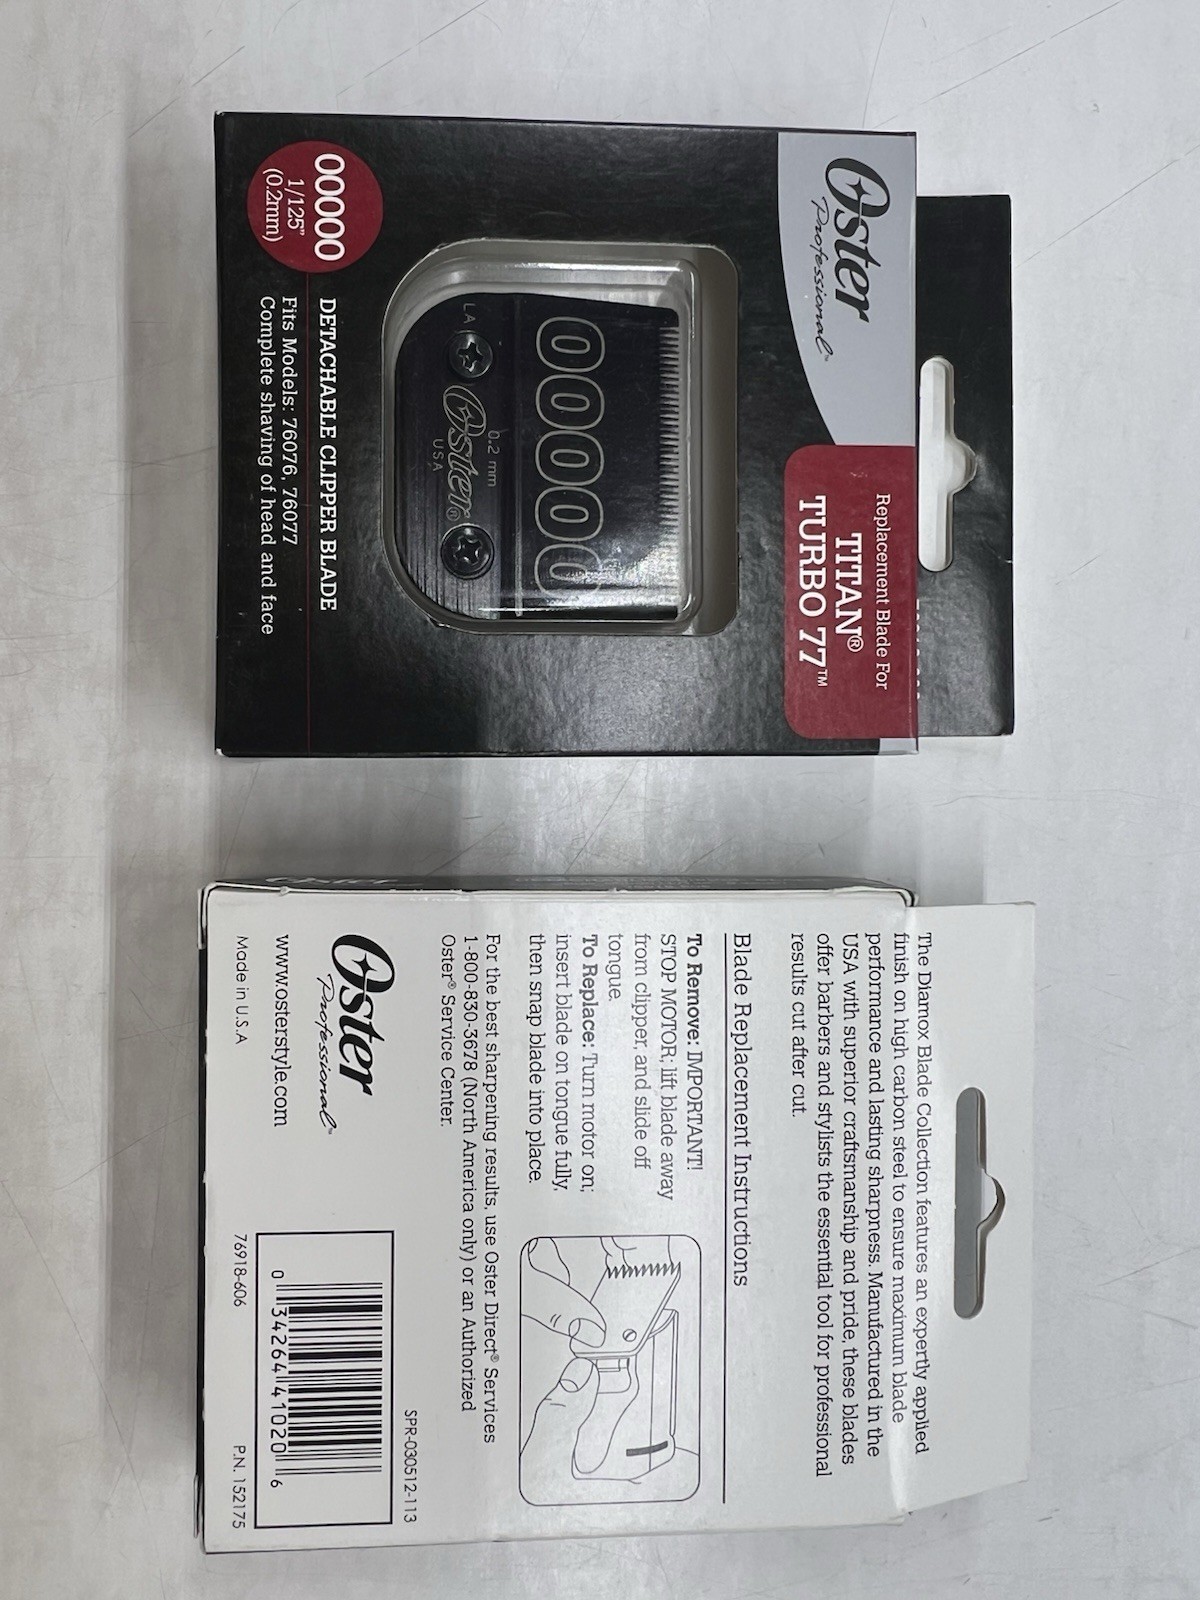 Oster
Professional™
Replacement Blade For
TITAN®
TURBO 77™
00000
0.2 mm
LA
Oster®
USA
00000
1/125"
(0.2mm)
DETACHABLE CLIPPER BLADE
Fits Models: 76076, 76077
Complete shaving of head and face
The Diamox Blade Collection features an expertly applied
finish on high carbon steel to ensure maximum blade
performance and lasting sharpness. Manufactured in the
USA with superior craftsmanship and pride, these blades
offer barbers and stylists the essential tool for professional
results cut after cut.
Blade Replacement Instructions
To Remove: IMPORTANT!
STOP MOTOR; lift blade away
from clipper, and slide off
tongue.
To Replace: Turn motor on;
insert blade on tongue fully,
then snap blade into place.
For the best sharpening results, use Oster Direct® Services
1-800-830-3678 (North America only) or an Authorized
Oster® Service Center.
Oster
Professional™
www.osterstyle.com
Made in U.S.A
SPR-030512-113
0 34264 41020 6
76918-606
P.N. 152175
Oster